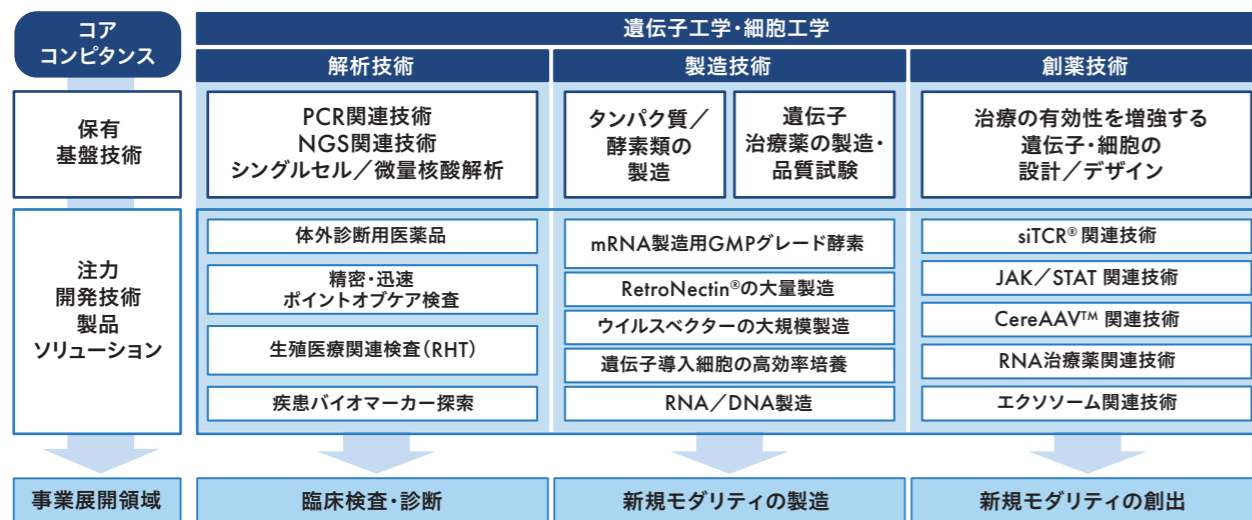 コア
コンピタンス
遺伝子工学・細胞工学
解析技術
製造技術
創薬技術
保有
基盤技術
PCR関連技術
NGS関連技術
シングルセル／微量核酸解析
タンパク質／
酵素類の
製造
遺伝子
治療薬の製造・
品質試験
治療の有効性を増強する
遺伝子・細胞の
設計／デザイン
注力
開発技術
製品
ソリューション
体外診断用医薬品
精密・迅速
ポイントオブケア検査
生殖医療関連検査（RHT）
疾患バイオマーカー探索
mRNA製造用GMPグレード酵素
RetroNectin®の大量製造
ウイルスベクターの大規模製造
遺伝子導入細胞の高効率培養
RNA／DNA製造
siTCR® 関連技術
JAK／STAT 関連技術
CereAAV™ 関連技術
RNA治療薬関連技術
エクソソーム関連技術
事業展開領域
臨床検査・診断
新規モダリティの製造
新規モダリティの創出